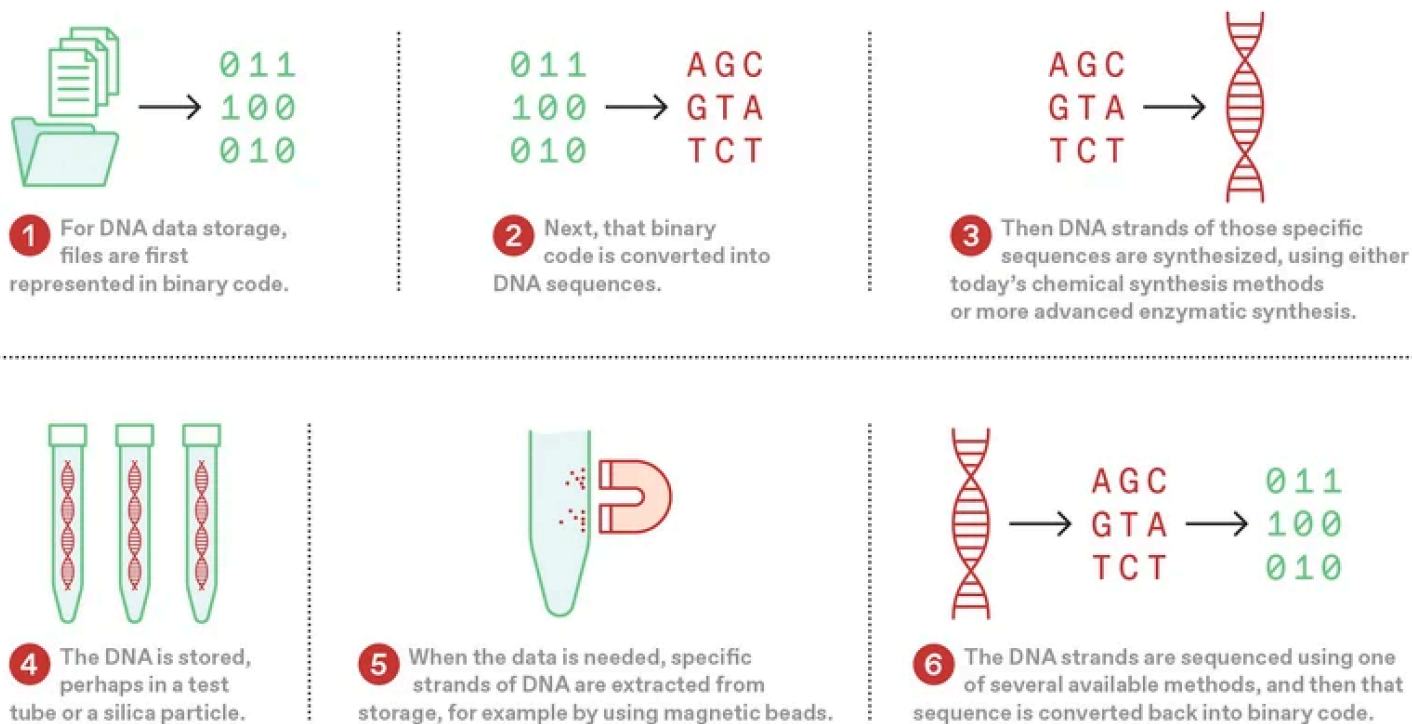 011
100
010
1 For DNA data storage,
files are first
represented in binary code.
011
100
010
AGC
GTA
TCT
2 Next, that binary
code is converted into
DNA sequences.
AGC
GTA
TCT
3 Then DNA strands of those specific
sequences are synthesized, using either
today's chemical synthesis methods
or more advanced enzymatic synthesis.
4 The DNA is stored,
perhaps in a test
tube or a silica particle.
5 When the data is needed, specific
strands of DNA are extracted from
storage, for example by using magnetic beads.
AGC
GTA
TCT
011
100
010
6 The DNA strands are sequenced using one
of several available methods, and then that
sequence is converted back into binary code.